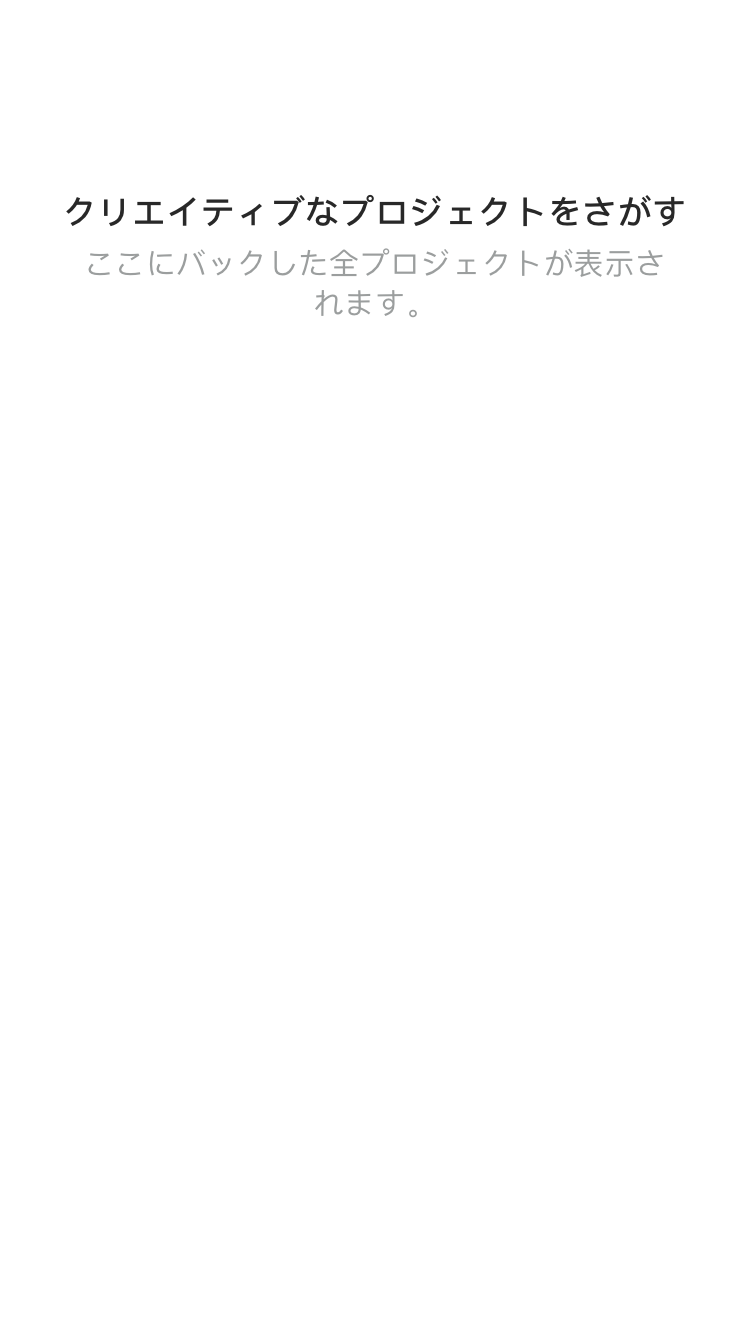 クリエイティブなプロジェクトをさがす
ここにバックした全プロジェクトが表示さ
れます。